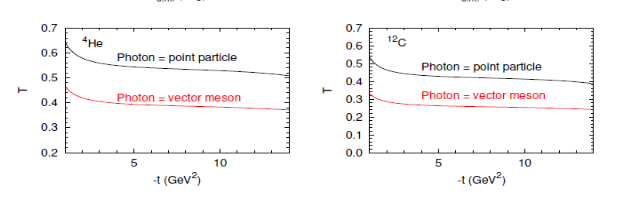 0.7
0.6
0.5
0.4
0.3
0.2
T
⁴He
Photon = point particle
Photon = vector meson
5
10
-t (GeV²)
0.7
0.6
0.5
0.4
0.3
0.2
0.1
0.0
T
¹²C
Photon = point particle
Photon = vector meson
5
10
-t (GeV²)